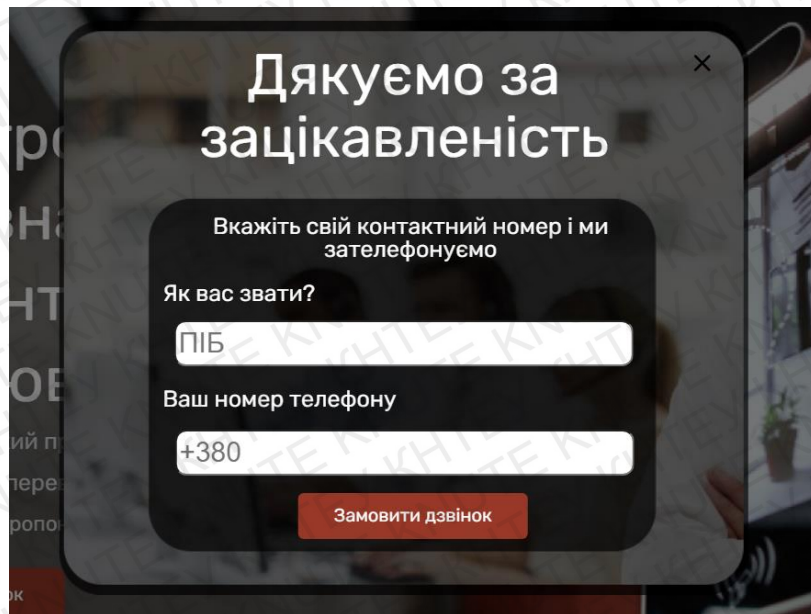 Дякуємо за
зацікавленість
×
Вкажіть свій контактний номер і ми
зателефонуємо
Як вас звати?
ПІБ
Ваш номер телефону
+380
Замовити дзвінок